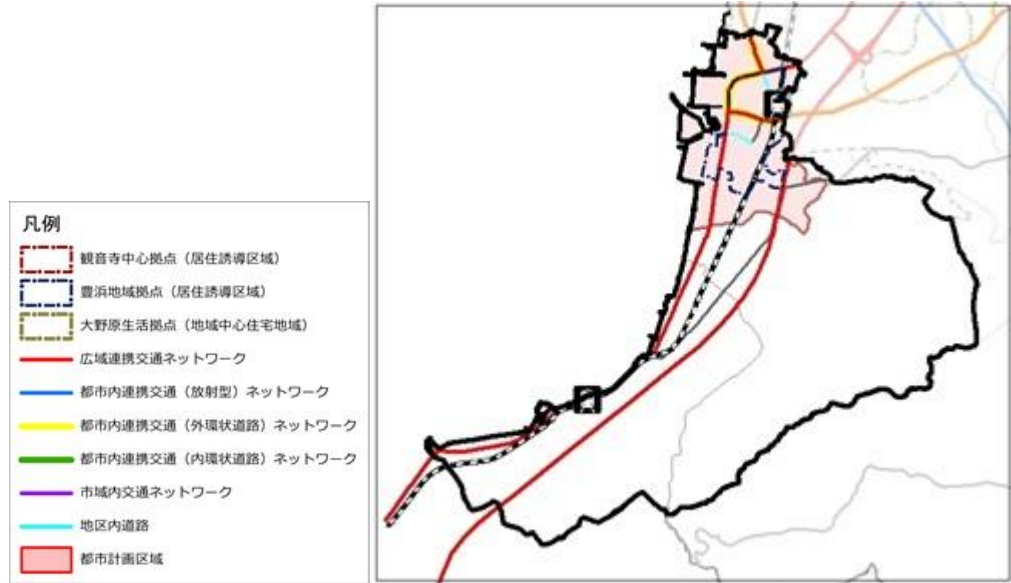 凡例
観音寺中心拠点（居住誘導区域）
豊浜地域拠点（居住誘導区域）
大野原生活拠点（地域中心住宅地域）
広域連携交通ネットワーク
都市内連携交通（放射型）ネットワーク
都市内連携交通（外環状道路）ネットワーク
都市内連携交通（内環状道路）ネットワーク
市域内交通ネットワーク
地区内道路
都市計画区域